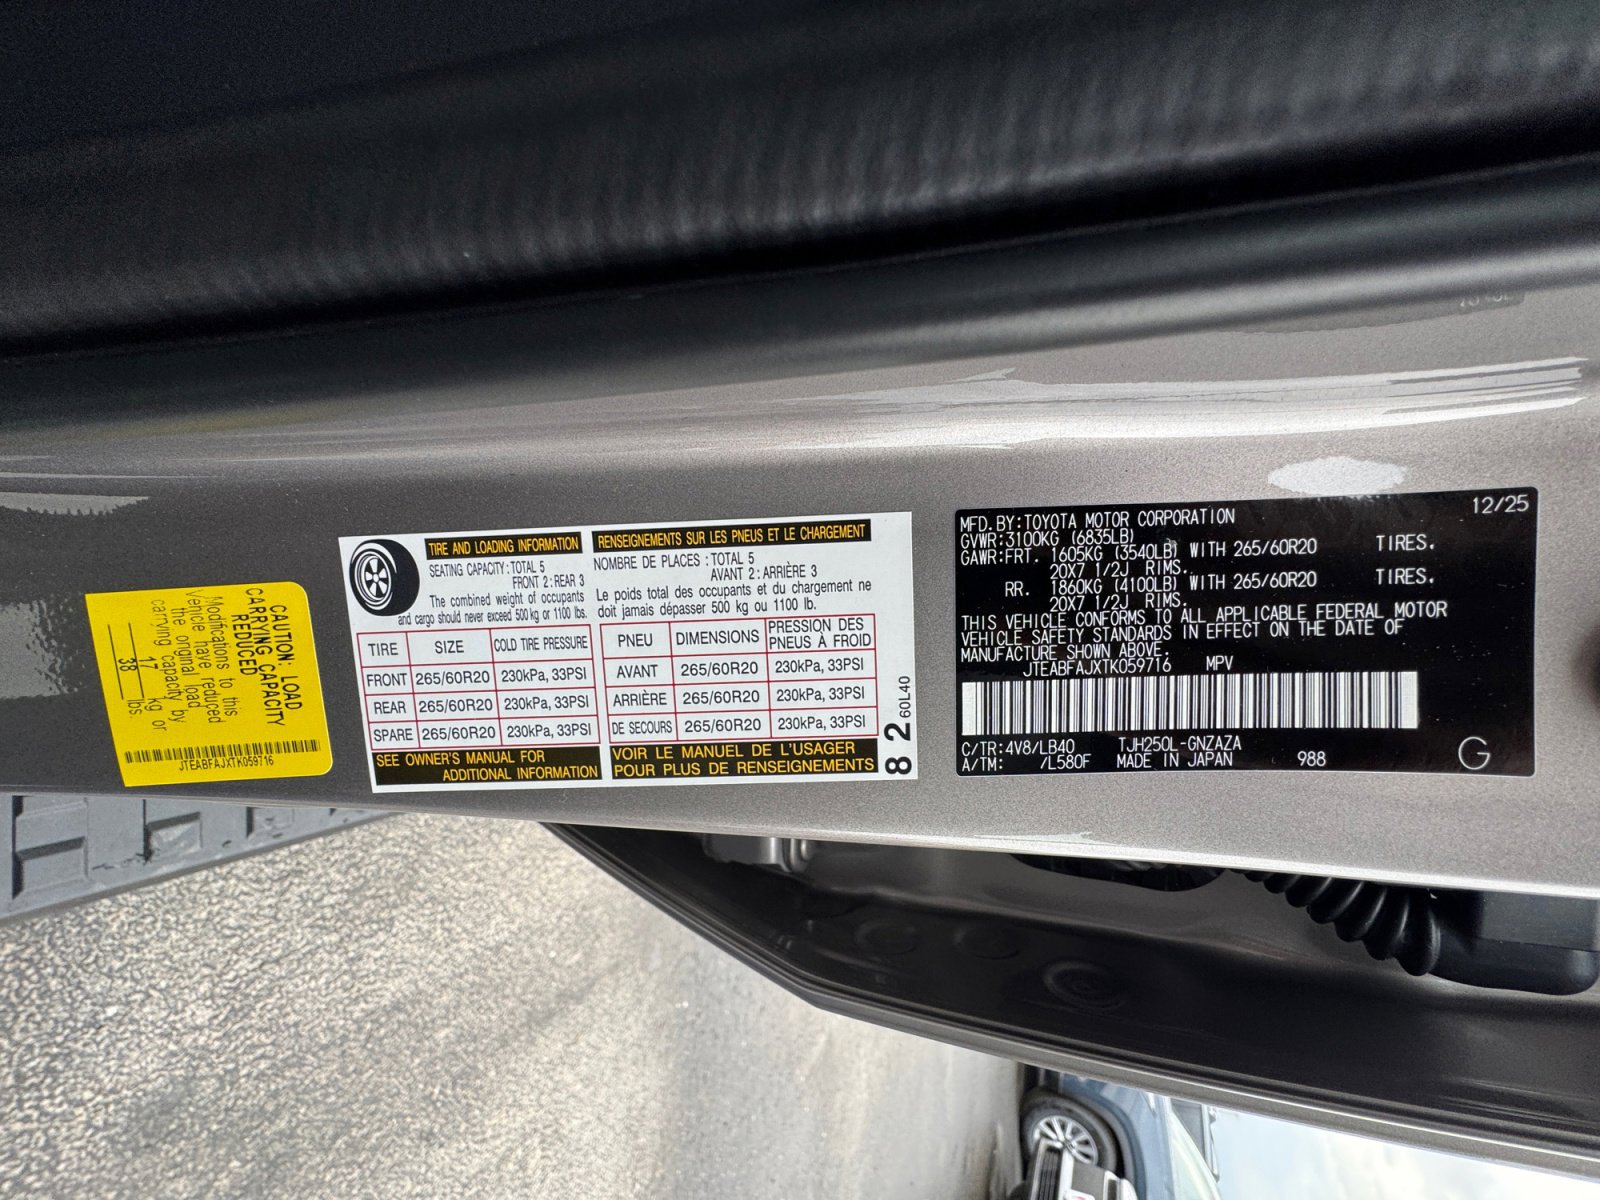 CAUTION: LOAD
CARRYING CAPACITY
REDUCED
Modifications to this
Vehicle have reduced
the original load
carrying capacity by
17 kg or
38 lbs
JTEABFAJXTK059716
TIRE AND LOADING INFORMATION
SEATING CAPACITY: TOTAL 5
FRONT 2: REAR 3
The combined weight of occupants
and cargo should never exceed 500 kg or 1100 lbs.
TIRE SIZE COLD TIRE PRESSURE
FRONT 265/60R20 230kPa, 33PSI
REAR 265/60R20 230kPa, 33PSI
SPARE 265/60R20 230kPa, 33PSI
SEE OWNER'S MANUAL FOR
ADDITIONAL INFORMATION
RENSEIGNEMENTS SUR LES PNEUS ET LE CHARGEMENT
NOMBRE DE PLACES : TOTAL 5
AVANT 2: ARRIÈRE 3
Le poids total des occupants et du chargement ne
doit jamais dépasser 500 kg ou 1100 lb.
PNEU DIMENSIONS PRESSION DES
PNEUS À FROID
AVANT 265/60R20 230kPa, 33PSI
ARRIÈRE 265/60R20 230kPa, 33PSI
DE SECOURS 265/60R20 230kPa, 33PSI
VOIR LE MANUEL DE L'USAGER
POUR PLUS DE RENSEIGNEMENTS
82 60L40
12/25
MFD. BY: TOYOTA MOTOR CORPORATION
GVWR: 3100KG (6835LB)
GAWR: FRT. 1605KG (3540LB) WITH 265/60R20 TIRES.
20X7 1/2J RIMS.
RR. 1860KG (4100LB) WITH 265/60R20 TIRES.
20X7 1/2J RIMS.
THIS VEHICLE CONFORMS TO ALL APPLICABLE FEDERAL MOTOR
VEHICLE SAFETY STANDARDS IN EFFECT ON THE DATE OF
MANUFACTURE SHOWN ABOVE.
JTEABFAJXTK059716 MPV
C/TR: 4V8/LB40 TJH250L-GNZAZA
A/TM: /L580F MADE IN JAPAN 988
G